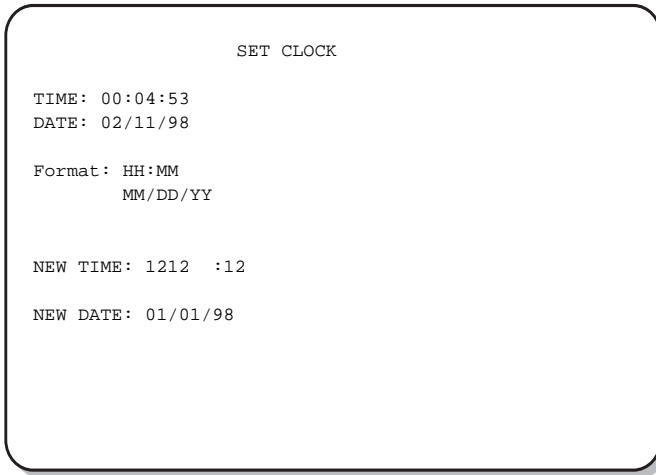 SET CLOCK
TIME: 00:04:53
DATE: 02/11/98
Format: HH:MM
MM/DD/YY
NEW TIME: 1212  :12
NEW DATE: 01/01/98